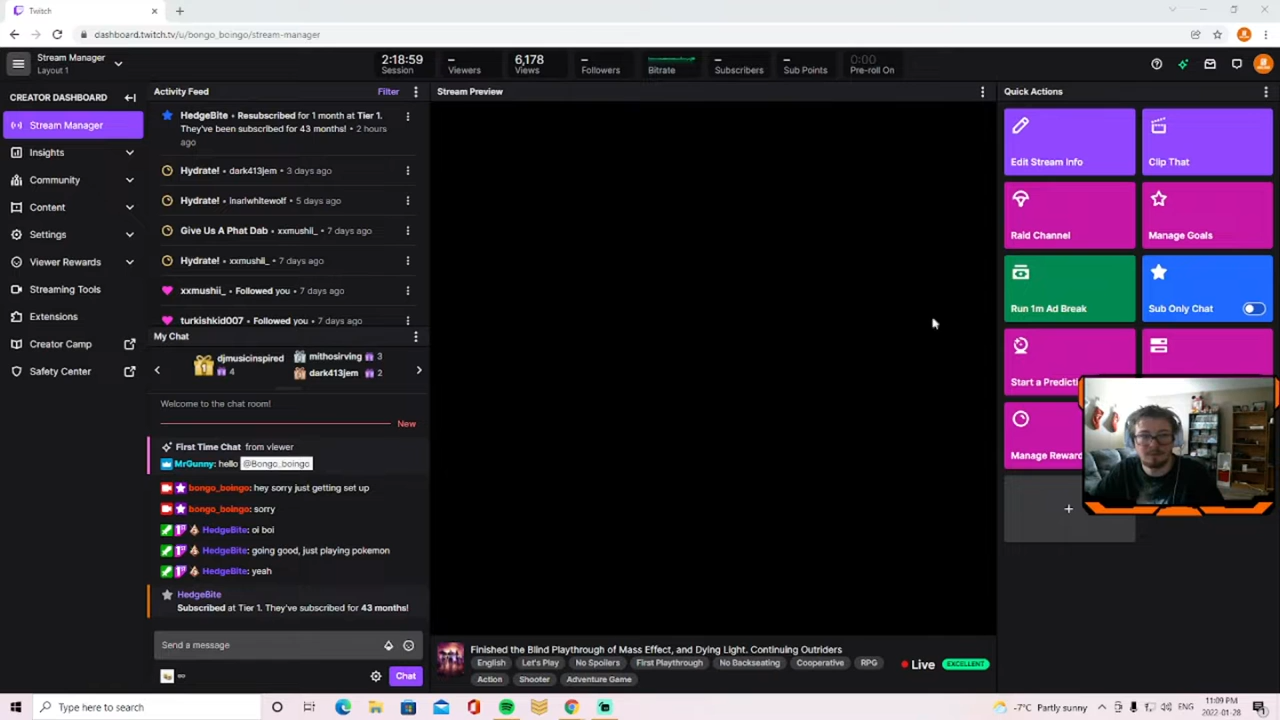 Twitch
dashboard.twitch.tv/u/bongo_boingo/stream-manager
Stream Manager
Layout 1
2:18:59
Session
–
Viewers
6,178
Views
–
Followers
Bitrate
–
Subscribers
–
Sub Points
0:00
Pre-roll On
CREATOR DASHBOARD
Stream Manager
Insights
Community
Content
Settings
Viewer Rewards
Streaming Tools
Extensions
Creator Camp
Safety Center
Activity Feed
Filter
HedgeBite • Resubscribed for 1 month at Tier 1.
They've been subscribed for 43 months! • 2 hours
ago
Hydrate! • dark413jem • 3 days ago
Hydrate! • lnarlwhitewolf • 5 days ago
Give Us A Phat Dab • xxmushii_ • 7 days ago
Hydrate! • xxmushii_ • 7 days ago
xxmushii_ • Followed you • 7 days ago
turkishkid007 • Followed you • 7 days ago
My Chat
1
djmusicinspired
4
mithosirving 3
dark413jem 2
Welcome to the chat room!
New
First Time Chat from viewer
MrGunny: hello @Bongo_boingo
bongo_boingo: hey sorry just getting set up
bongo_boingo: sorry
HedgeBite: oi boi
HedgeBite: going good, just playing pokemon
HedgeBite: yeah
HedgeBite
Subscribed at Tier 1. They've subscribed for 43 months!
Send a message
∞
Chat
Stream Preview
Finished the Blind Playthrough of Mass Effect, and Dying Light. Continuing Outriders
English Let's Play No Spoilers First Playthrough No Backseating Cooperative RPG
Action Shooter Adventure Game
Live
EXCELLENT
Quick Actions
Edit Stream Info
Clip That
Raid Channel
Manage Goals
Run 1m Ad Break
Sub Only Chat
Start a Predicti
Manage Reward
+
Type here to search
-7°C Partly sunny
ENG
11:09 PM
2022-01-28